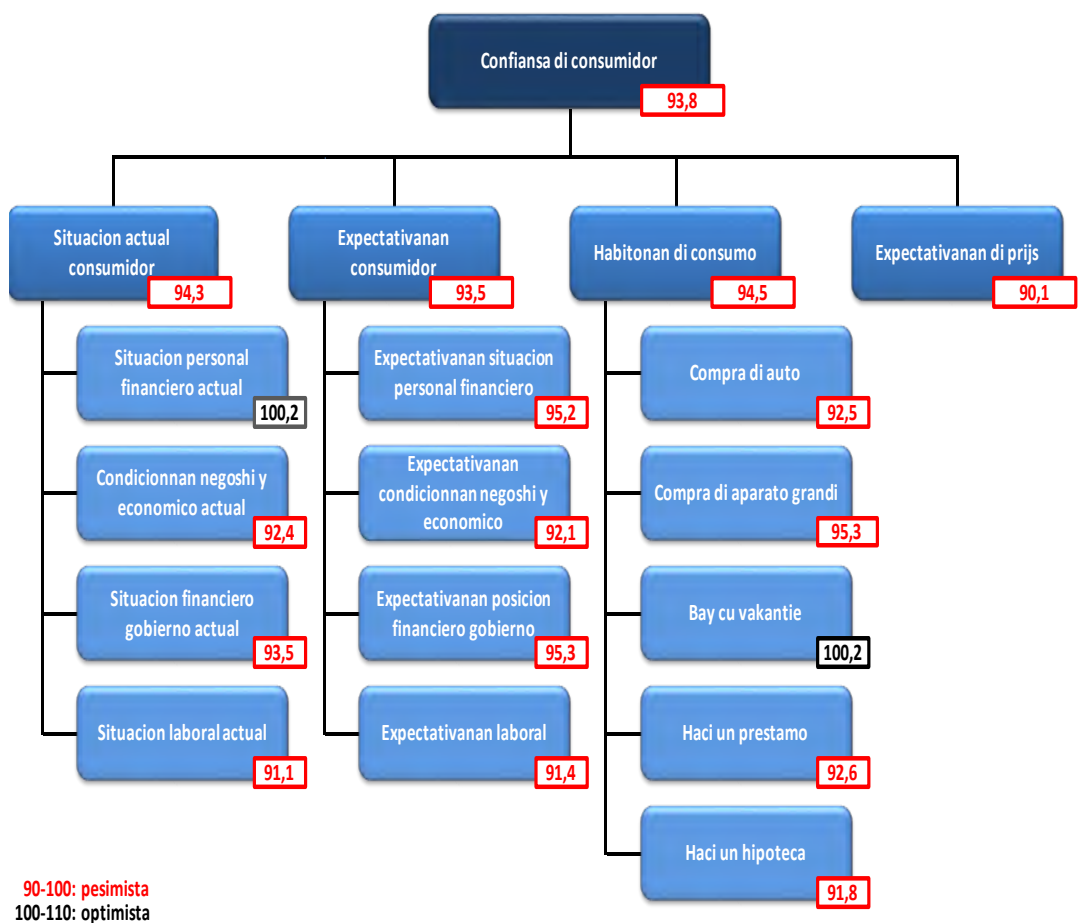 Confiansa di consumidor
93,8
Situacion actual
consumidor
94,3
Expectativanan
consumidor
93,5
Habitonan di consumo
94,5
Expectativanan di prijs
90,1
Situacion personal
financiero actual
100,2
Condicionnan negoshi y
economico actual
92,4
Situacion financiero
gobierno actual
93,5
Situacion laboral actual
91,1
Expectativanan situacion
personal financiero
95,2
Expectativanan
condicionnan negoshi y
economico
92,1
Expectativanan posicion
financiero gobierno
95,3
Expectativanan laboral
91,4
Compra di auto
92,5
Compra di aparato grandi
95,3
Bay cu vakantie
100,2
Haci un prestamo
92,6
Haci un hipoteca
91,8
90-100: pesimista
100-110: optimista